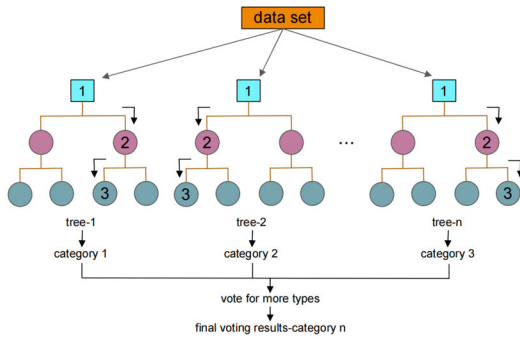 data set
1 1 1
2 2 ... 2
3 3 3
tree-1 tree-2 tree-n
category 1 category 2 category 3
vote for more types
final voting results-category n